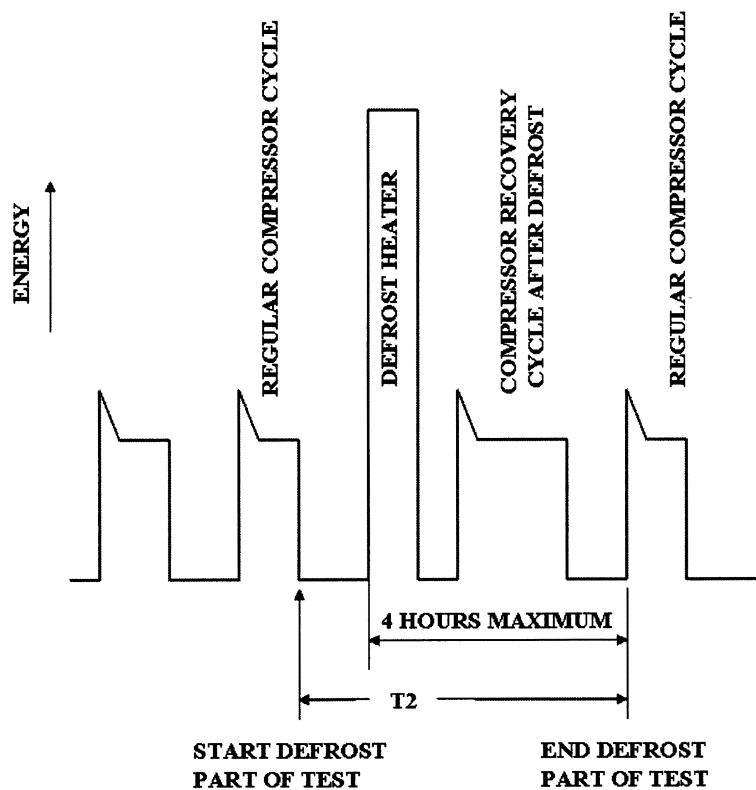 ENERGY
REGULAR COMPRESSOR CYCLE
DEFROST HEATER
COMPRESSOR RECOVERY
CYCLE AFTER DEFROST
REGULAR COMPRESSOR CYCLE
4 HOURS MAXIMUM
T2
START DEFROST
PART OF TEST
END DEFROST
PART OF TEST